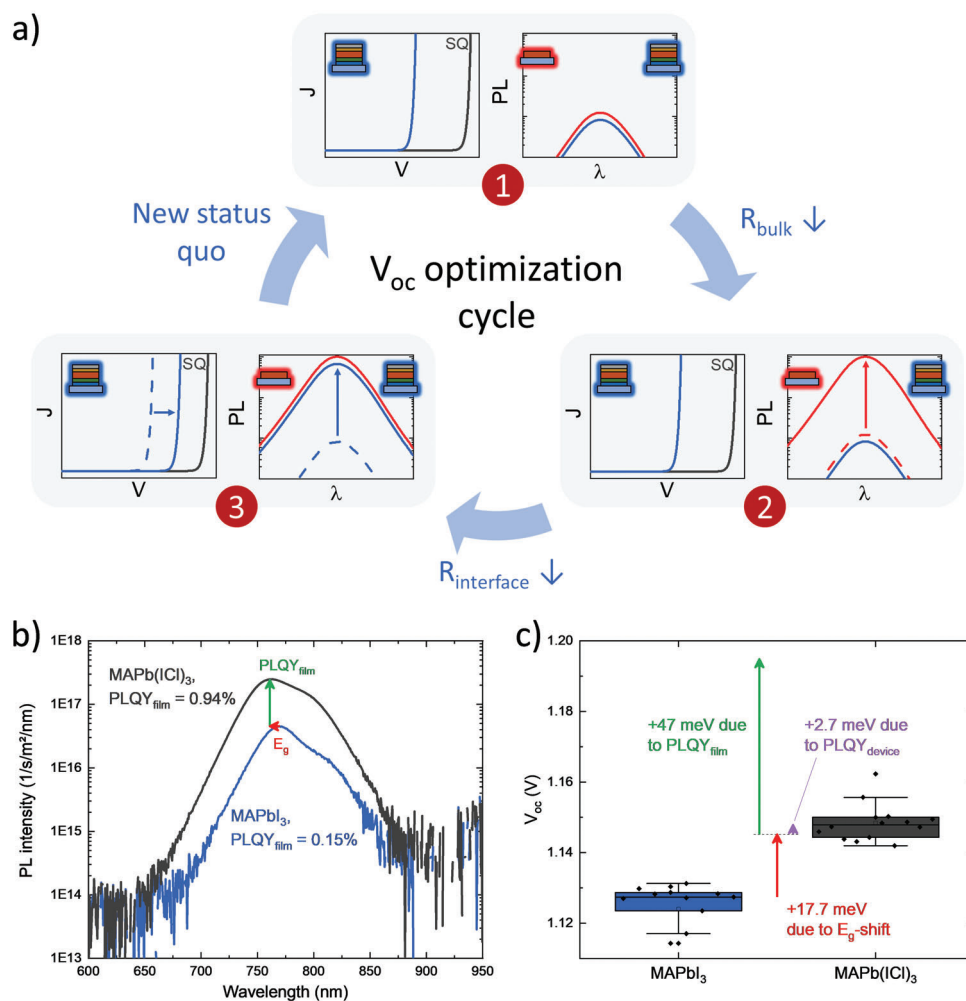 a)
J
SQ
V
PL
λ
1
New status
quo
R_bulk ↓
V_oc optimization
cycle
J
SQ
V
PL
λ
3
J
SQ
V
PL
λ
2
R_interface ↓
b)
PL intensity (1/s/m²/nm)
1E18
1E17
1E16
1E15
1E14
1E13
MAPb(ICl)₃,
PLQY_film = 0.94%
PLQY_film
E_g
MAPbI₃,
PLQY_film = 0.15%
600
650
700
750
800
850
900
950
Wavelength (nm)
c)
V_oc (V)
1.20
1.18
1.16
1.14
1.12
+47 meV due
to PLQY_film
+2.7 meV due
to PLQY_device
+17.7 meV
due to E_g-shift
MAPbI₃
MAPb(ICl)₃